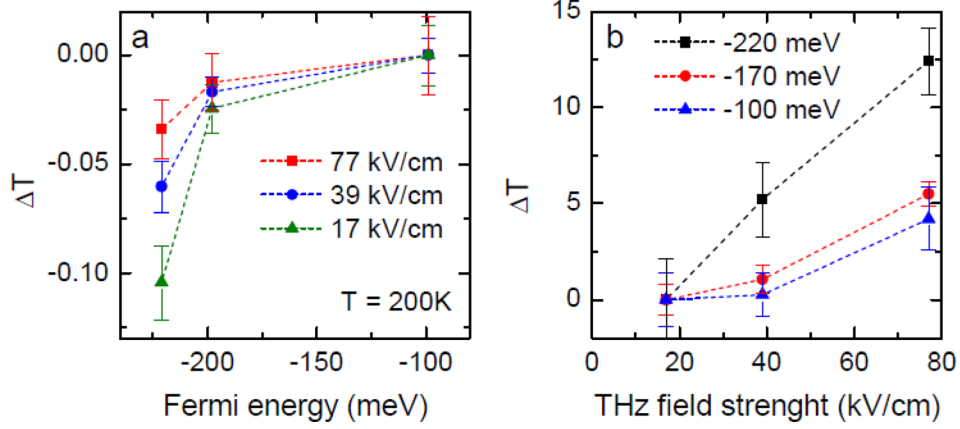 a
0.00
-0.05
-0.10
ΔT
77 kV/cm
39 kV/cm
17 kV/cm
T = 200K
-200
-150
-100
Fermi energy (meV)
b
15
10
5
0
ΔT
-220 meV
-170 meV
-100 meV
0
20
40
60
80
THz field strenght (kV/cm)